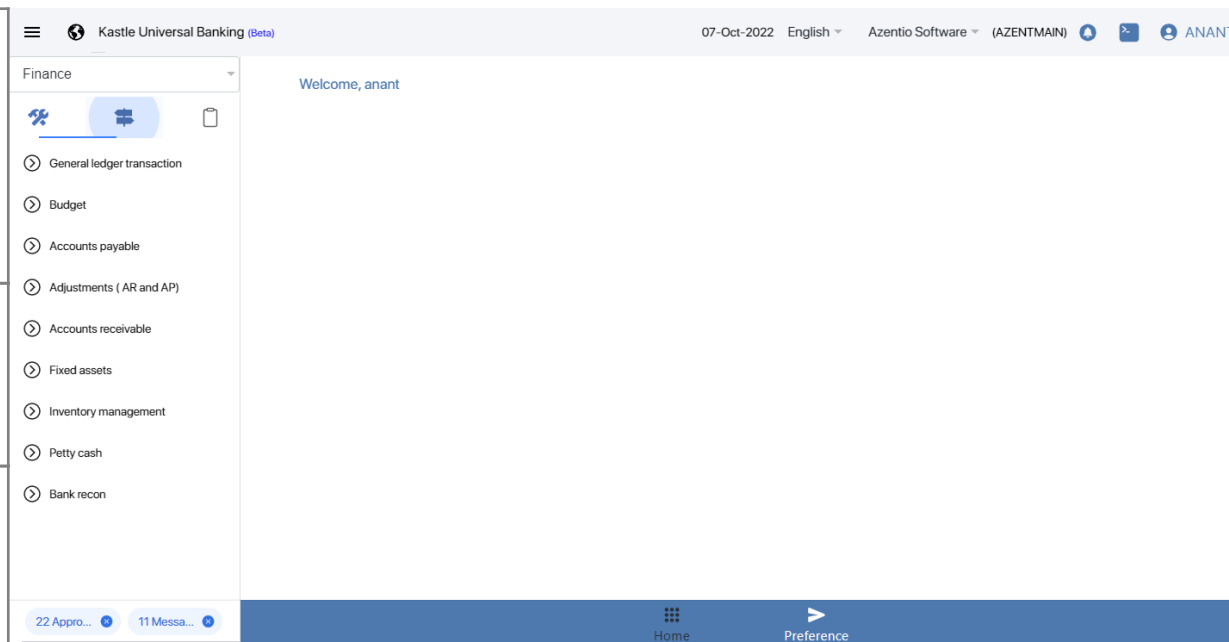 Kastle Universal Banking (Beta)
07-Oct-2022 English Azentio Software (AZENTMAIN) ANANT
Finance
Welcome, anant
General ledger transaction
Budget
Accounts payable
Adjustments ( AR and AP)
Accounts receivable
Fixed assets
Inventory management
Petty cash
Bank recon
22 Appro... 11 Messa...
Home Preference